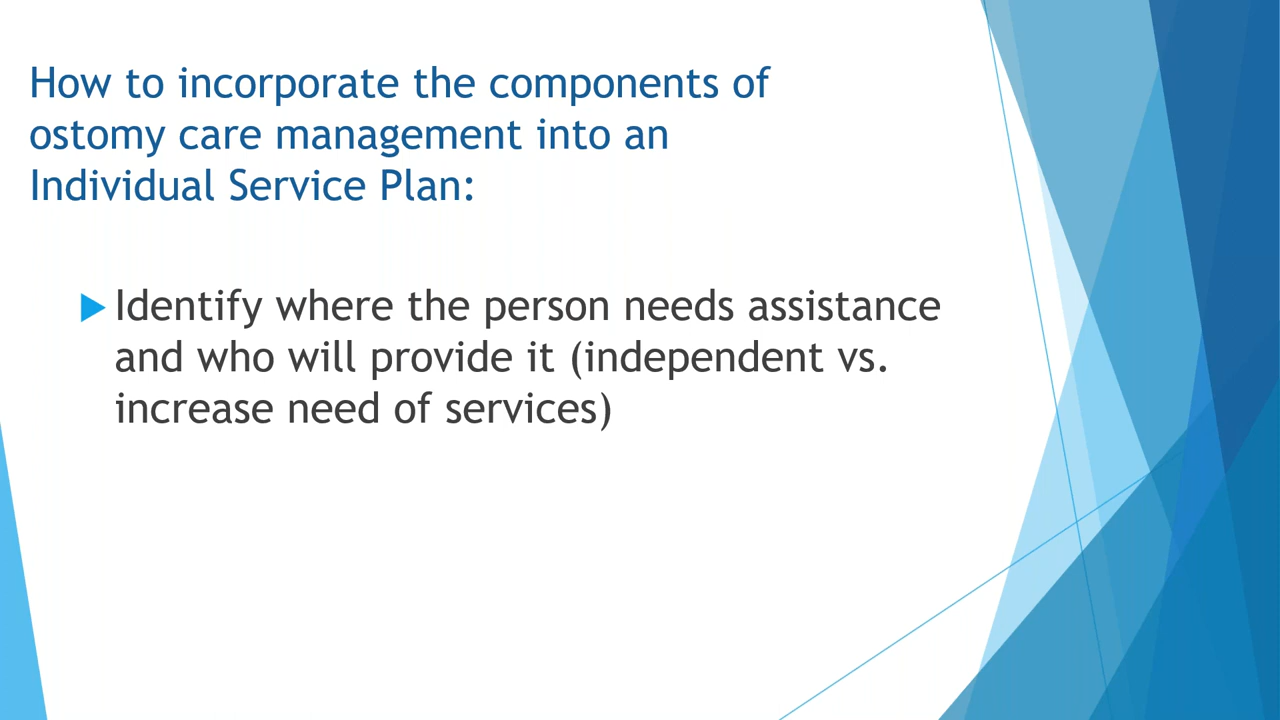 How to incorporate the components of
ostomy care management into an
Individual Service Plan:
Identify where the person needs assistance
and who will provide it (independent vs.
increase need of services)